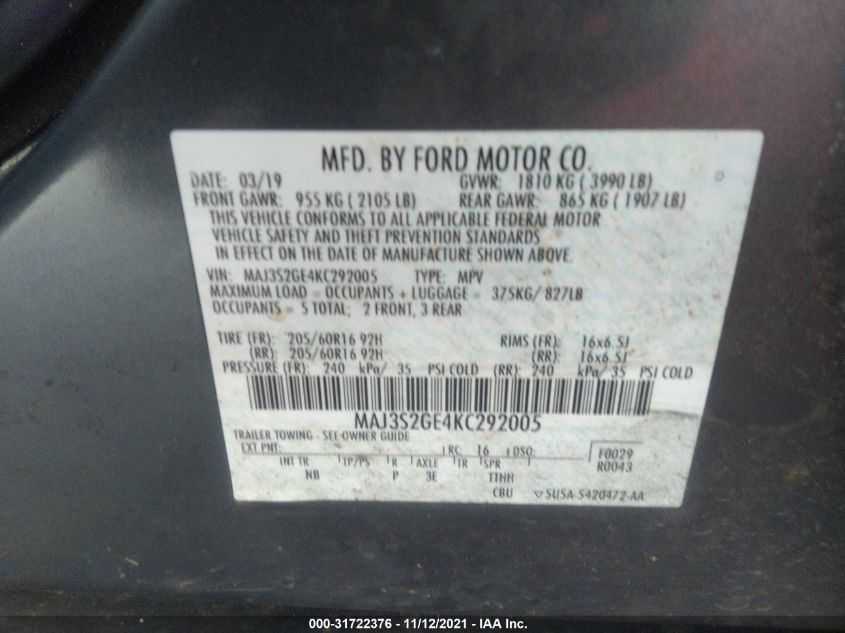 MFD. BY FORD MOTOR CO.
DATE: 03/19 GVWR: 1810 KG ( 3990 LB)
FRONT GAWR: 955 KG ( 2105 LB) REAR GAWR: 865 KG ( 1907 LB)
THIS VEHICLE CONFORMS TO ALL APPLICABLE FEDERAL MOTOR
VEHICLE SAFETY AND THEFT PREVENTION STANDARDS
IN EFFECT ON THE DATE OF MANUFACTURE SHOWN ABOVE.
VIN: MAJ3S2GE4KC292005 TYPE: MPV
MAXIMUM LOAD = OCCUPANTS + LUGGAGE = 375KG/ 827LB
OCCUPANTS = 5 TOTAL; 2 FRONT, 3 REAR
TIRE (FR): 205/60R16 92H RIMS (FR): 16x6.5J
(RR): 205/60R16 92H (RR): 16x6.5J
PRESSURE (FR): 240 kPa/ 35 PSI COLD (RR): 240 kPa/ 35 PSI COLD
MAJ3S2GE4KC292005
TRAILER TOWING - SEE OWNER GUIDE
EXT PNT: RC: 16 DSO: F0029
INT TR TP/PS R AXLE TR SPR R0043
NB P 3E TTHH
CBU 5U5A-5420472-AA
000-31722376 - 11/12/2021 - IAA Inc.